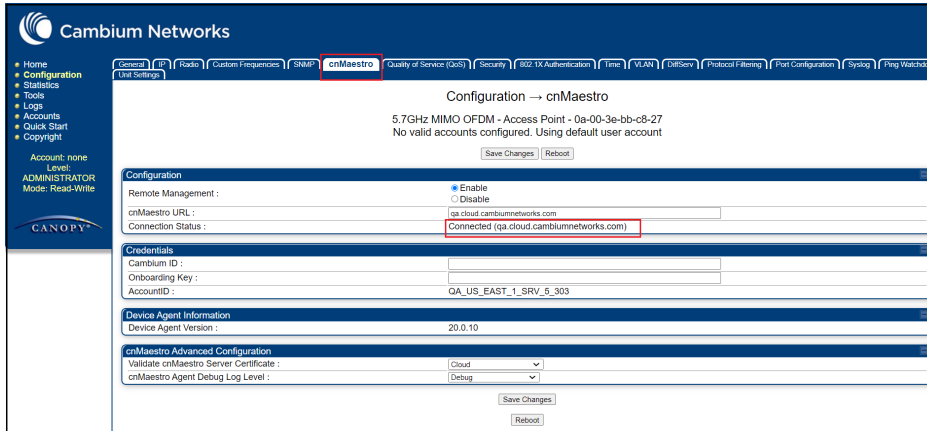 Cambium Networks
Home
Configuration
Statistics
Tools
Logs
Accounts
Quick Start
Copyright
Account: none
Level:
ADMINISTRATOR
Mode: Read-Write
CANOPY
General IP Radio Custom Frequencies SNMP cnMaestro Quality of Service (QoS) Security 802.1X Authentication Time VLAN DiffServ Protocol Filtering Port Configuration Syslog Ping Watchdo
Unit Settings
Configuration → cnMaestro
5.7GHz MIMO OFDM - Access Point - 0a-00-3e-bb-c8-27
No valid accounts configured. Using default user account
Save Changes Reboot
Configuration
Remote Management : Enable
Disable
cnMaestro URL : qa.cloud.cambiumnetworks.com
Connection Status : Connected (qa.cloud.cambiumnetworks.com)
Credentials
Cambium ID :
Onboarding Key :
AccountID : QA_US_EAST_1_SRV_5_303
Device Agent Information
Device Agent Version : 20.0.10
cnMaestro Advanced Configuration
Validate cnMaestro Server Certificate : Cloud
cnMaestro Agent Debug Log Level : Debug
Save Changes
Reboot